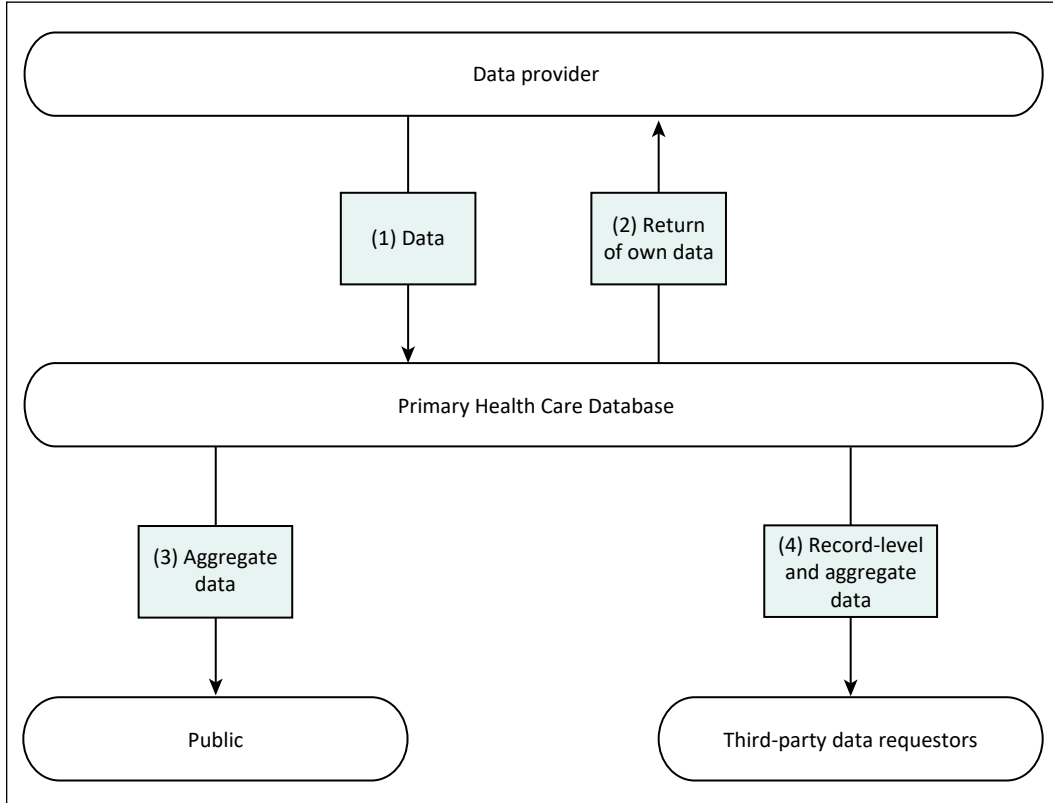 Data provider
(1) Data
(2) Return
of own data
Primary Health Care Database
(3) Aggregate
data
(4) Record-level
and aggregate
data
Public
Third-party data requestors